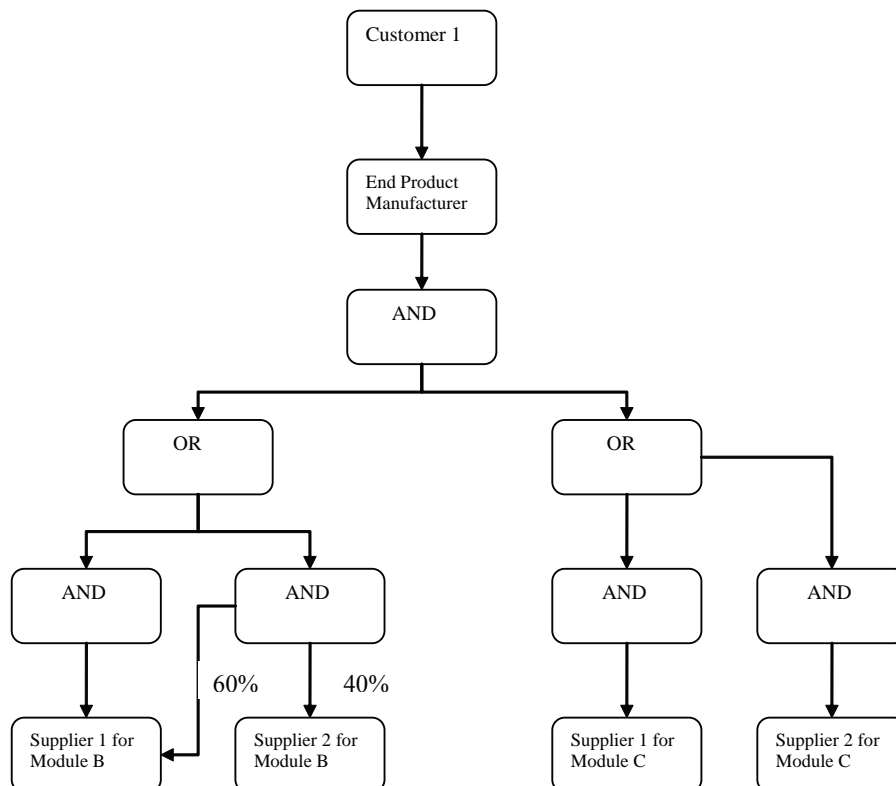 Customer 1
End Product
Manufacturer
AND
OR
OR
AND
AND
AND
AND
60%
40%
Supplier 1 for
Module B
Supplier 2 for
Module B
Supplier 1 for
Module C
Supplier 2 for
Module C